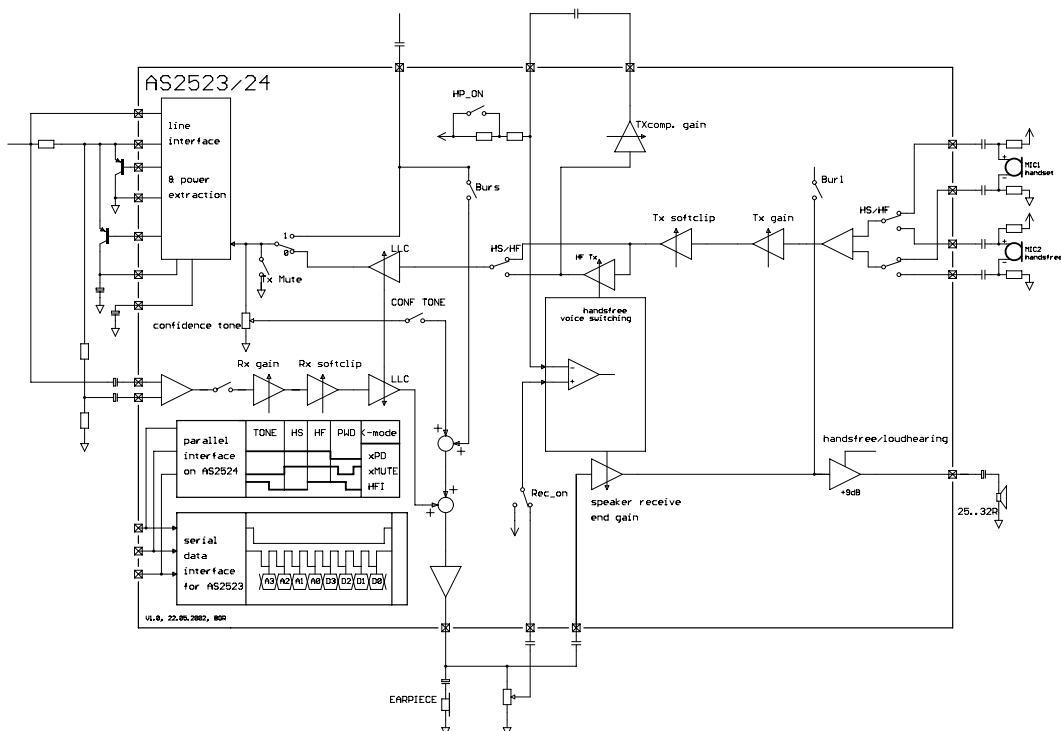 AS2523/24
line
interface
& power
extraction
HP_ON
TXcomp. gain
Burs
Burl
MIC1
handset
HS/HF
MIC2
handsfree
Tx softclip
Tx gain
HS/HF
HF Tx
1
0
LLC
Tx Mute
CONF TONE
confidence tone
handsfree
voice switching
Rx gain
Rx softclip
LLC
parallel
interface
on AS2524
TONE HS HF PWD <-mode
xPD
xMUTE
HFI
Rec_on
speaker receive
end gain
handsfree/loudhearing
+9dB
25..32R
serial
data
interface
for AS2523
A3 A2 A1 A0 D3 D2 D1 D0
V1.0, 22.05.2002, BGR
EARPIECE